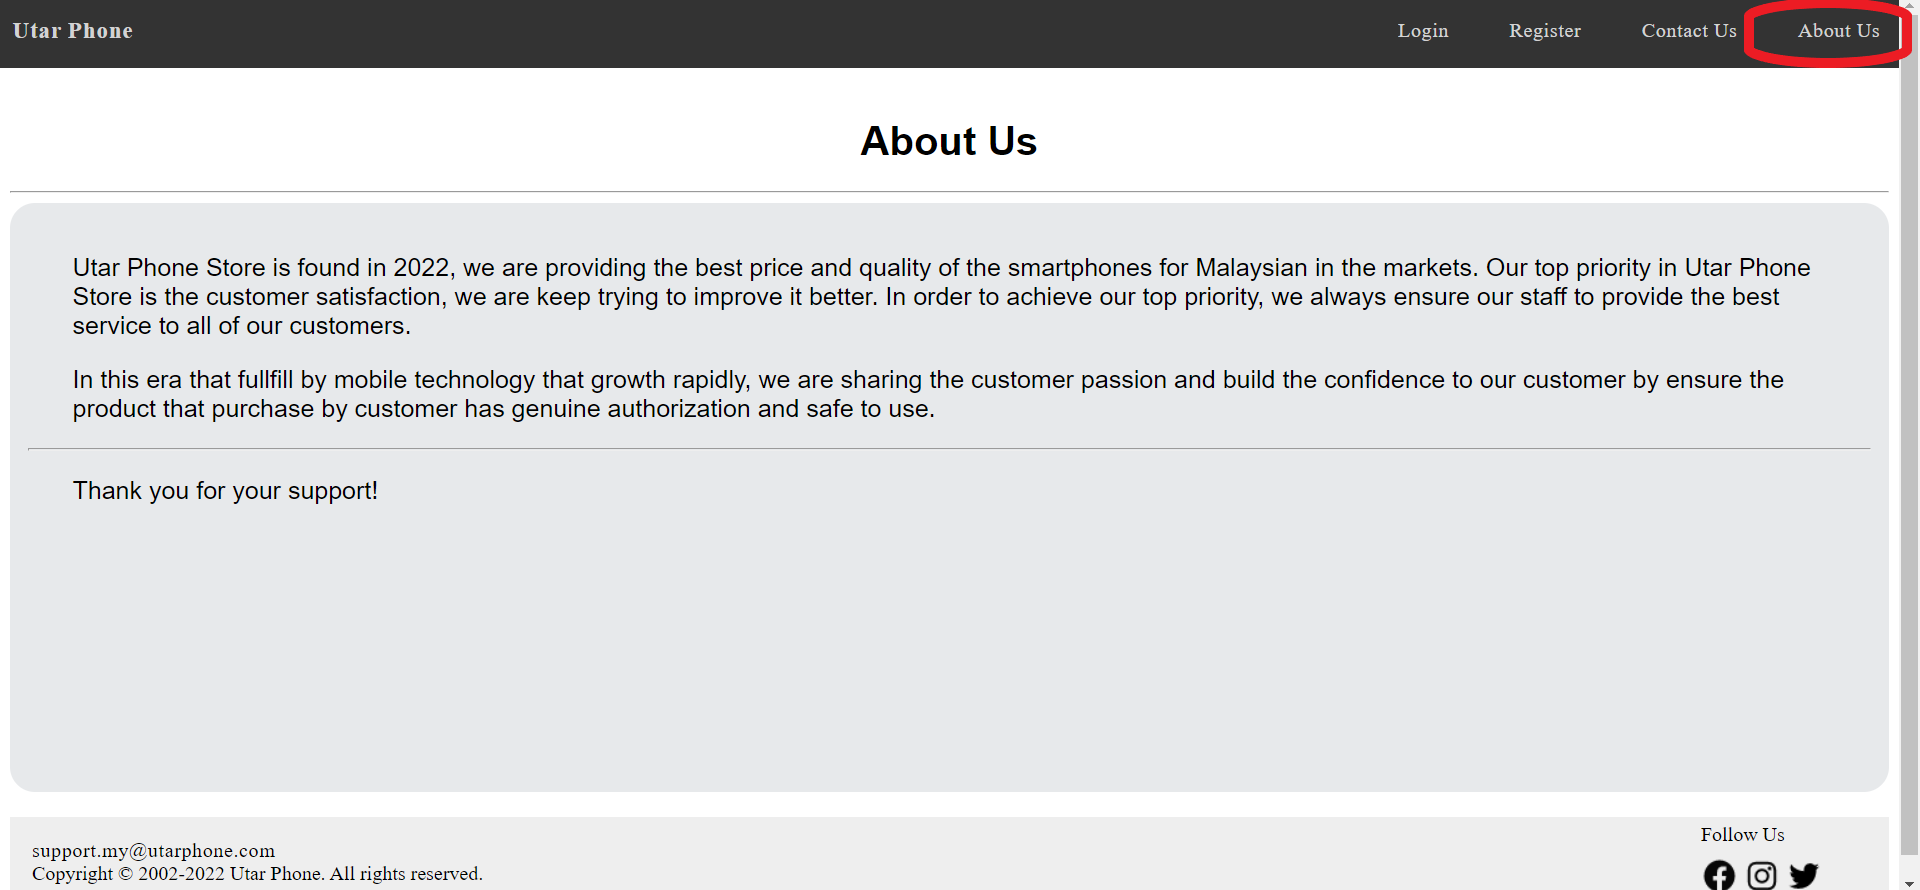 Utar Phone
Login
Register
Contact Us
About Us
About Us
Utar Phone Store is found in 2022, we are providing the best price and quality of the smartphones for Malaysian in the markets. Our top priority in Utar Phone
Store is the customer satisfaction, we are keep trying to improve it better. In order to achieve our top priority, we always ensure our staff to provide the best
service to all of our customers.
In this era that fullfill by mobile technology that growth rapidly, we are sharing the customer passion and build the confidence to our customer by ensure the
product that purchase by customer has genuine authorization and safe to use.
Thank you for your support!
support.my@utarphone.com
Copyright © 2002-2022 Utar Phone. All rights reserved.
Follow Us